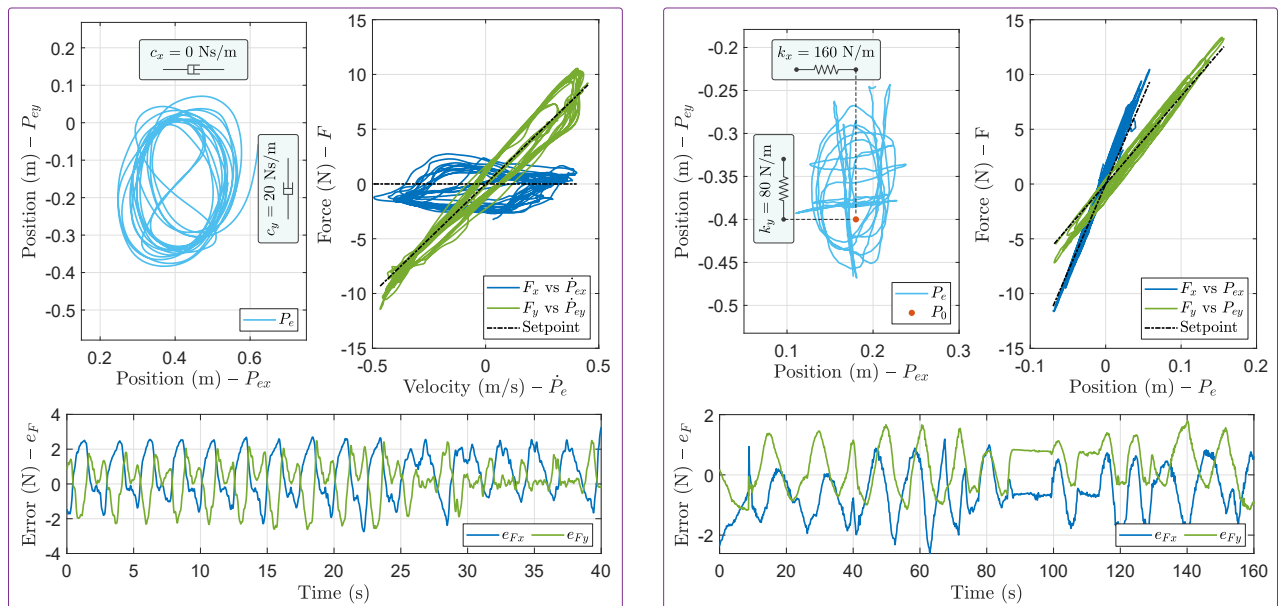 0.2
0.1
0
-0.1
-0.2
-0.3
-0.4
-0.5
Position (m) – P_ey
c_x = 0 Ns/m
c_y = 20 Ns/m
P_e
0.2 0.4 0.6
Position (m) – P_ex
15
10
5
0
-5
-10
-15
Force (N) – F
F_x vs Ṗ_ex
F_y vs Ṗ_ey
Setpoint
-0.5 0 0.5
Velocity (m/s) – Ṗ_e
4
2
0
-2
-4
Error (N) – e_F
e_Fx e_Fy
0 5 10 15 20 25 30 35 40
Time (s)
-0.2
-0.25
-0.3
-0.35
-0.4
-0.45
-0.5
Position (m) – P_ey
k_x = 160 N/m
k_y = 80 N/m
P_e
P_0
0.1 0.2 0.3
Position (m) – P_ex
15
10
5
0
-5
-10
-15
Force (N) – F
F_x vs P_ex
F_y vs P_ey
Setpoint
-0.1 0 0.1 0.2
Position (m) – P_e
2
0
-2
Error (N) – e_F
e_Fx e_Fy
0 20 40 60 80 100 120 140 160
Time (s)